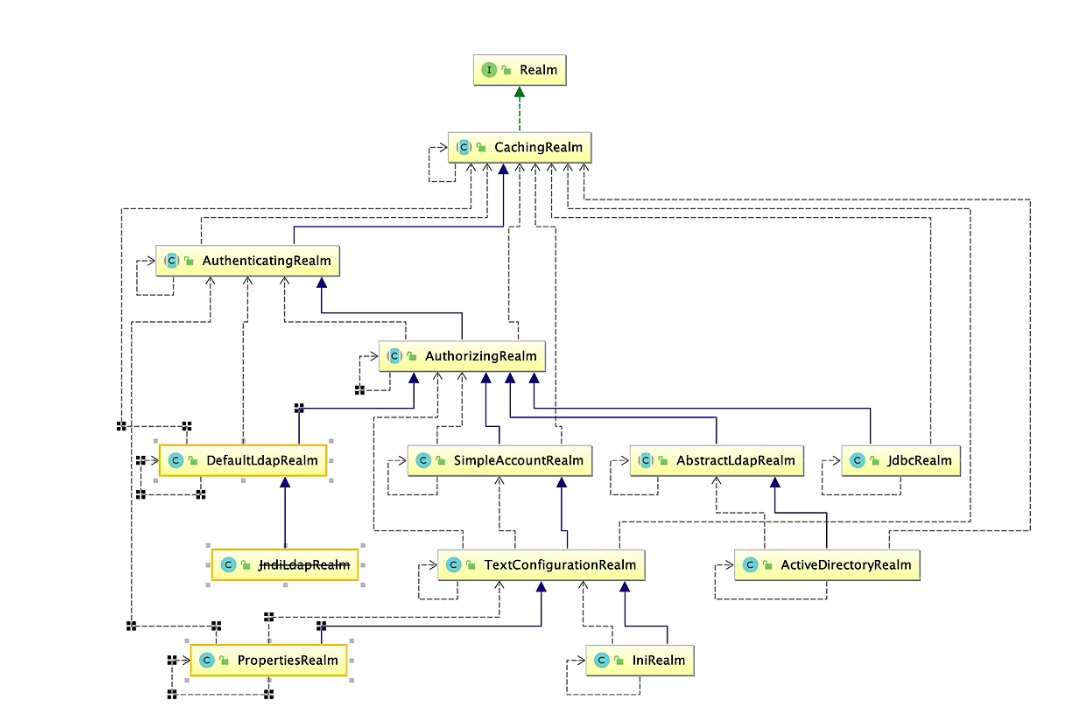 Realm
CachingRealm
AuthenticatingRealm
AuthorizingRealm
DefaultLdapRealm
SimpleAccountRealm
AbstractLdapRealm
JdbcRealm
JndiLdapRealm
TextConfigurationRealm
ActiveDirectoryRealm
PropertiesRealm
IniRealm